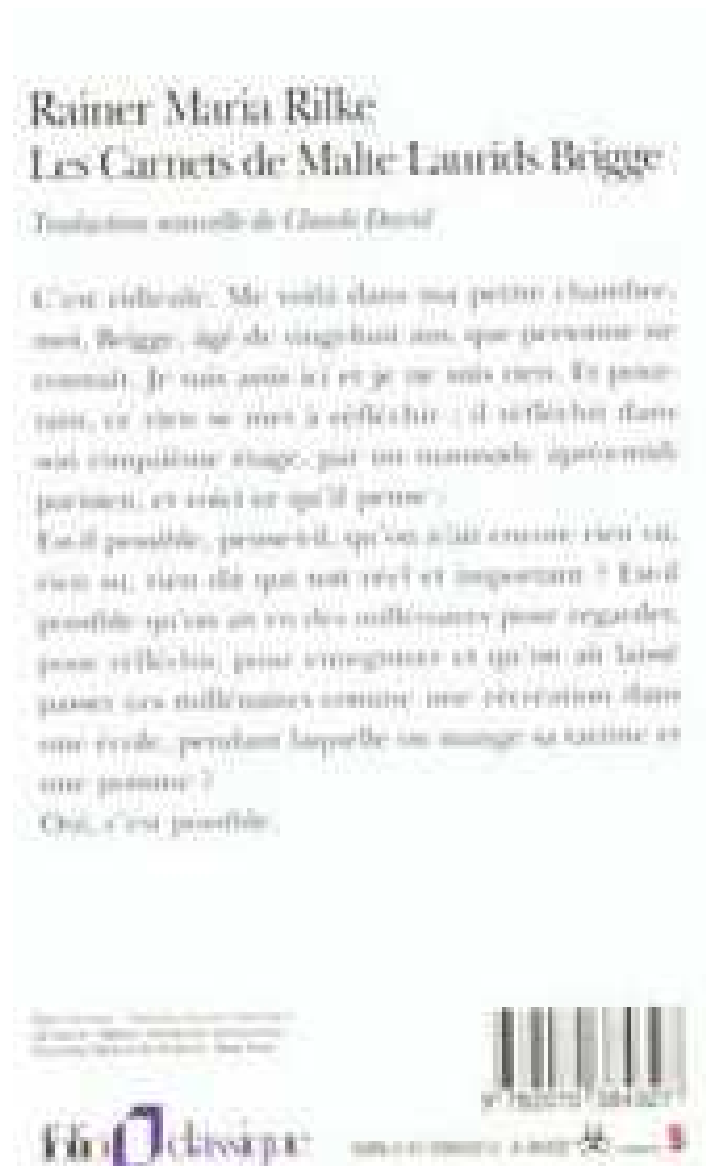 Rainer Maria Rilke
Les Carnets de Malte Laurids Brigge
Traduction nouvelle de Claude David
C'est ridicule. Me voilà dans ma petite chambre,
moi, Brigge, âgé de vingt-huit ans, que personne ne
connaît. Je suis assis ici et je ne suis rien. Et pour-
tant, ce rien se met à réfléchir ; il réfléchit dans
son cinquième étage, par un maussade après-midi
parisien, et voici ce qu'il pense :
Est-il possible, pense-t-il, qu'on n'ait encore rien vu,
rien su, rien dit qui soit réel et important ? Est-il
possible qu'on ait eu des millénaires pour regarder,
pour réfléchir, pour enregistrer et qu'on ait laissé
passer ces millénaires comme une récréation dans
une école, pendant laquelle on mange sa tartine et
une pomme ?
Oui, c'est possible.
folio classique